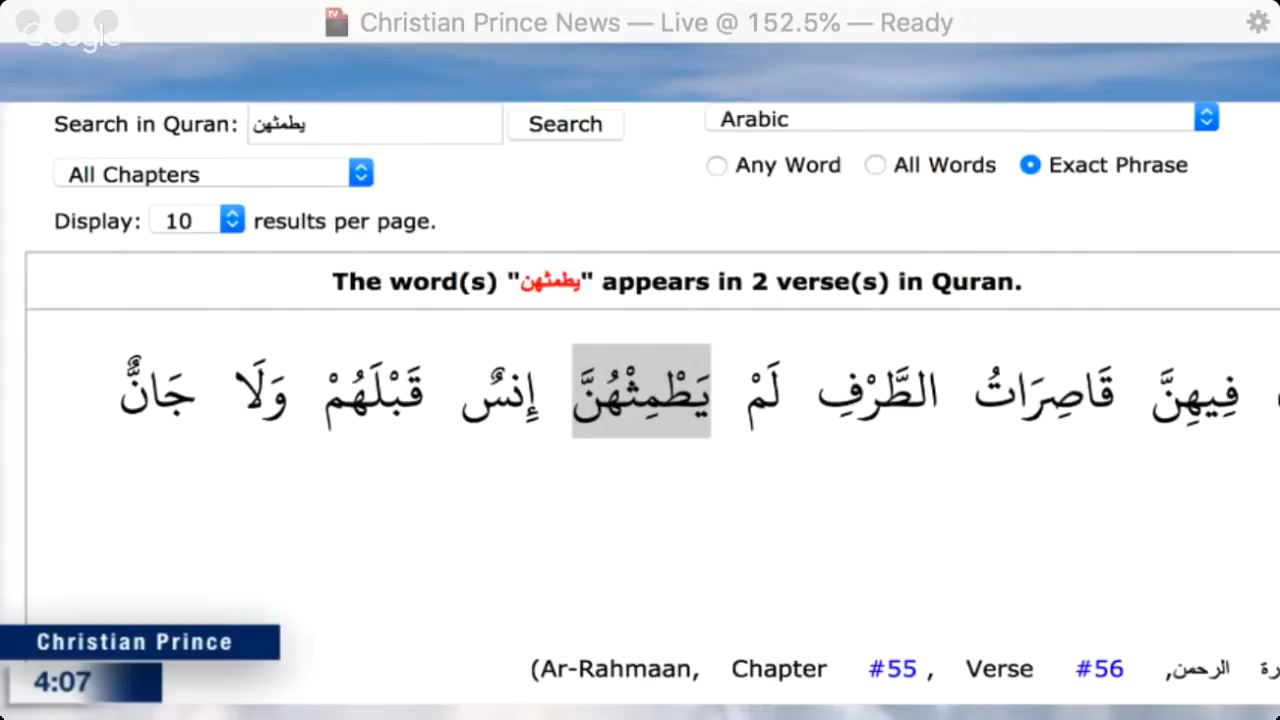 Christian Prince News — Live @ 152.5% — Ready
Google
Search in Quran: يطمثهن Search Arabic
All Chapters Any Word All Words Exact Phrase
Display: 10 results per page.
The word(s) "يطمثهن" appears in 2 verse(s) in Quran.
فِيهِنَّ قَاصِرَاتُ الطَّرْفِ لَمْ يَطْمِثْهُنَّ إِنسٌ قَبْلَهُمْ وَلَا جَانٌّ
Christian Prince
4:07
(Ar-Rahmaan, Chapter #55, Verse #56 الرحمن,